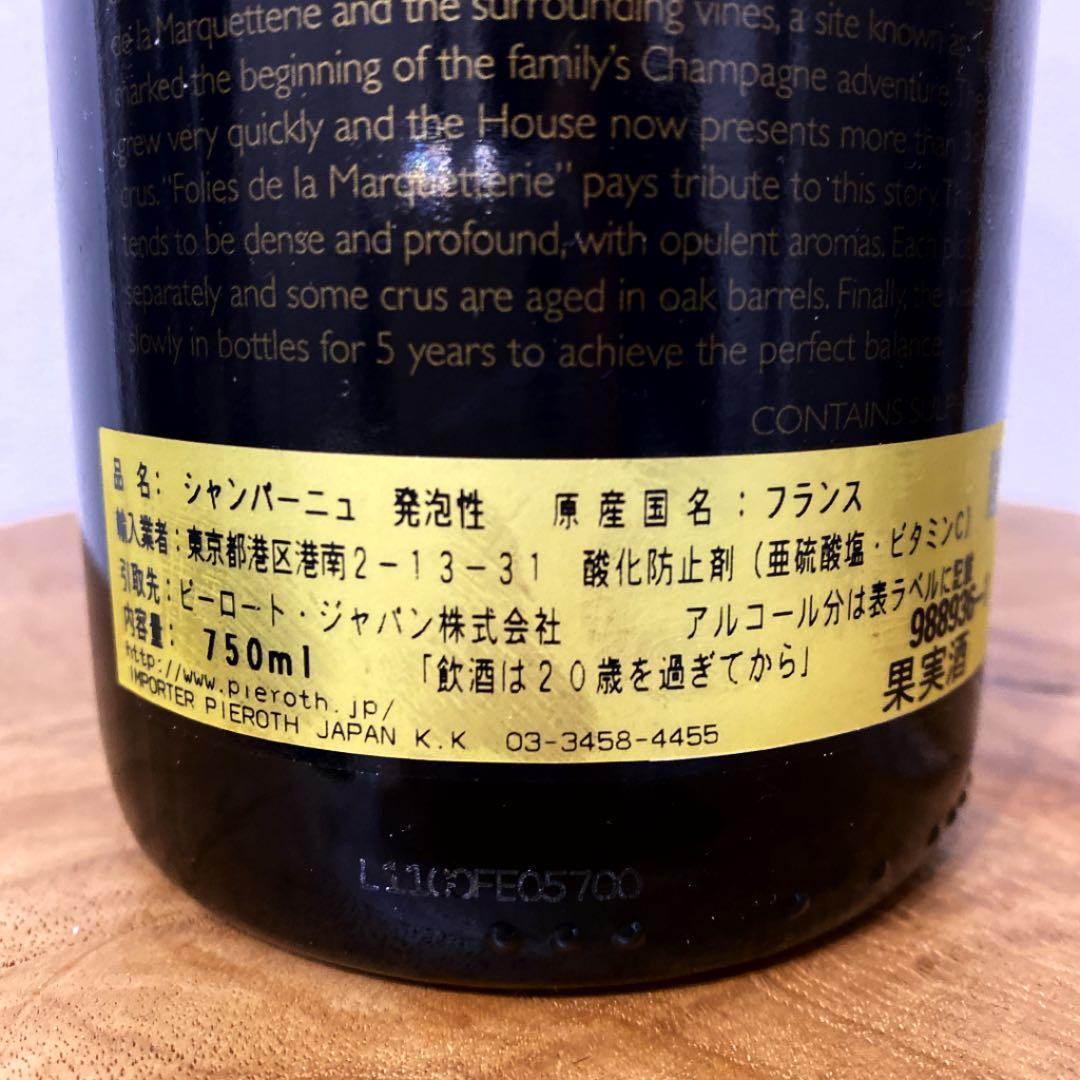 de la Marquetterie and the surrounding vines, a site known as
marked the beginning of the family's Champagne adventure. The
grew very quickly and the House now presents more than 35
crus. "Folies de la Marquetterie" pays tribute to this story. The
tends to be dense and profound, with opulent aromas. Each
separately and some crus are aged in oak barrels. Finally, the
slowly in bottles for 5 years to achieve the perfect balance
CONTAINS
品名：シャンパーニュ 発泡性 原産国名：フランス
輸入業者：東京都港区港南2-13-31 酸化防止剤（亜硫酸塩・ビタミンC）
引取先：ピーロート・ジャパン株式会社 アルコール分は表ラベルに記載
内容量： 750ml 「飲酒は20歳を過ぎてから」 988936
http://www.pieroth.jp/ 果実酒
IMPORTER PIEROTH JAPAN K.K 03-3458-4455